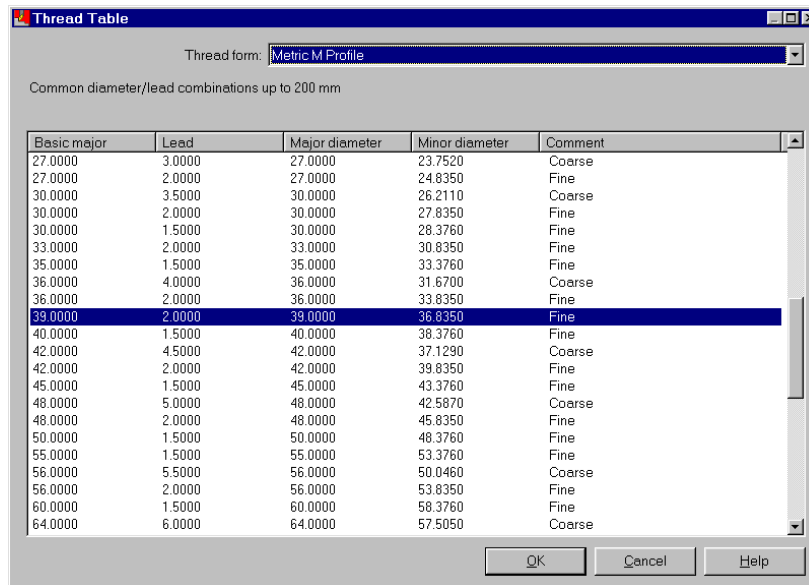 Thread Table
Thread form: Metric M Profile
Common diameter/lead combinations up to 200 mm
Basic major Lead Major diameter Minor diameter Comment
27.0000 3.0000 27.0000 23.7520 Coarse
27.0000 2.0000 27.0000 24.8350 Fine
30.0000 3.5000 30.0000 26.2110 Coarse
30.0000 2.0000 30.0000 27.8350 Fine
30.0000 1.5000 30.0000 28.3760 Fine
33.0000 2.0000 33.0000 30.8350 Fine
35.0000 1.5000 35.0000 33.3760 Fine
36.0000 4.0000 36.0000 31.6700 Coarse
36.0000 2.0000 36.0000 33.8350 Fine
39.0000 2.0000 39.0000 36.8350 Fine
40.0000 1.5000 40.0000 38.3760 Fine
42.0000 4.5000 42.0000 37.1290 Coarse
42.0000 2.0000 42.0000 39.8350 Fine
45.0000 1.5000 45.0000 43.3760 Fine
48.0000 5.0000 48.0000 42.5870 Coarse
48.0000 2.0000 48.0000 45.8350 Fine
50.0000 1.5000 50.0000 48.3760 Fine
55.0000 1.5000 55.0000 53.3760 Fine
56.0000 5.5000 56.0000 50.0460 Coarse
56.0000 2.0000 56.0000 53.8350 Fine
60.0000 1.5000 60.0000 58.3760 Fine
64.0000 6.0000 64.0000 57.5050 Coarse
OK Cancel Help